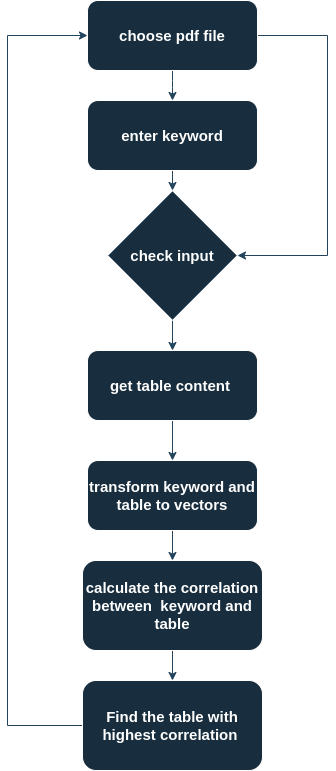 choose pdf file
enter keyword
check input
get table content
transform keyword and
table to vectors
calculate the correlation
between keyword and
table
Find the table with
highest correlation